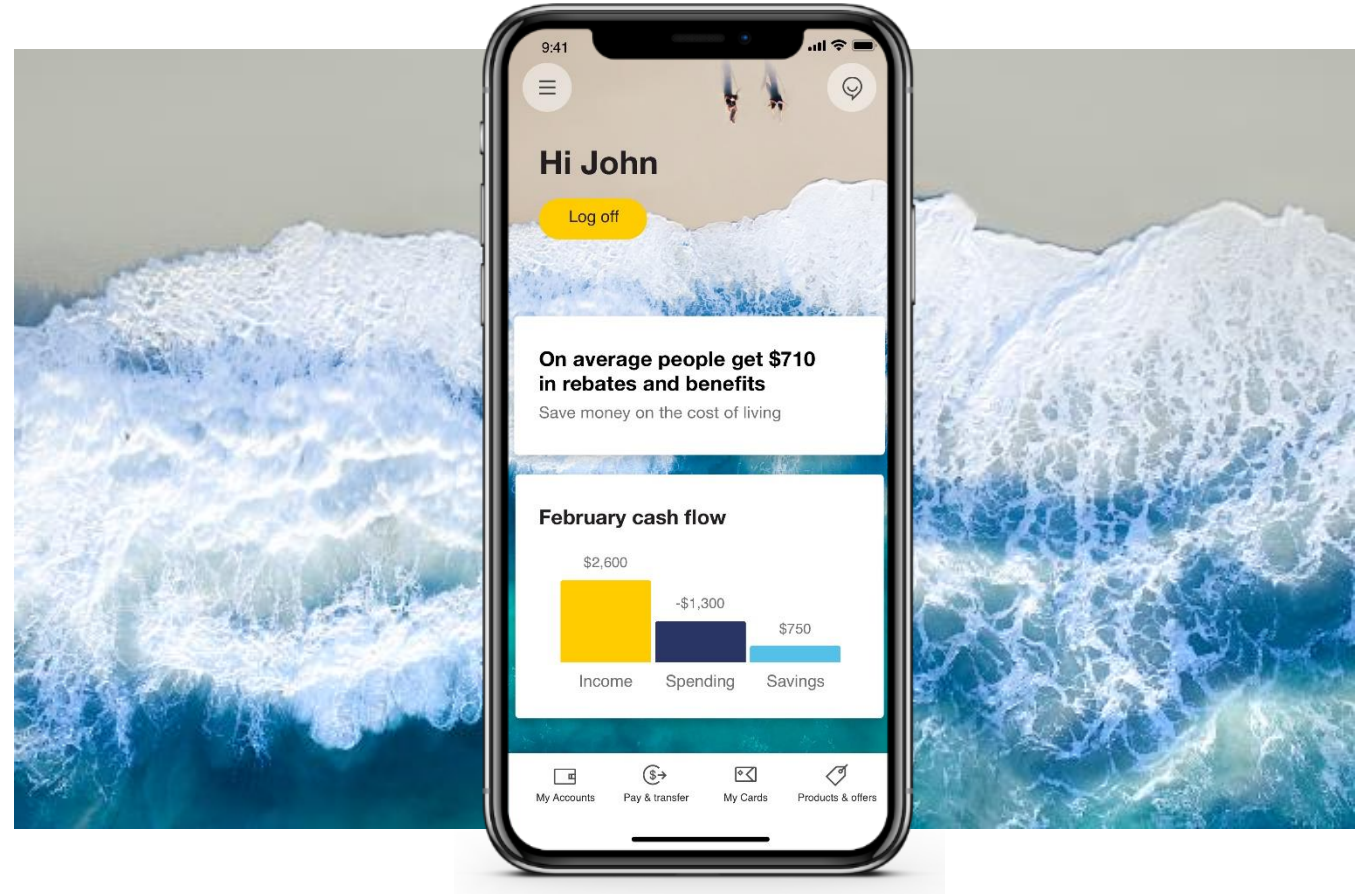 9:41
Hi John
Log off
On average people get $710
in rebates and benefits
Save money on the cost of living
February cash flow
$2,600
-$1,300
$750
Income Spending Savings
My Accounts Pay & transfer My Cards Products & offers